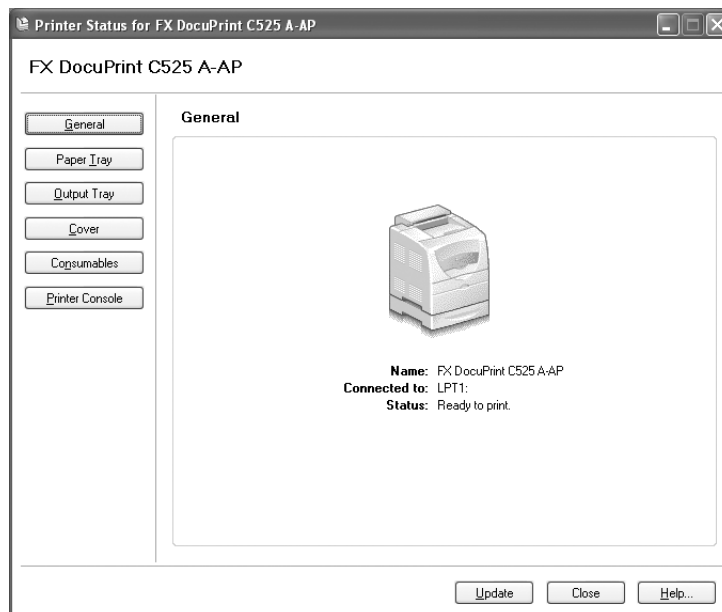 Printer Status for FX DocuPrint C525 A-AP
FX DocuPrint C525 A-AP
General
Paper Tray
Output Tray
Cover
Consumables
Printer Console
General
Name: FX DocuPrint C525 A-AP
Connected to: LPT1:
Status: Ready to print.
Update Close Help...